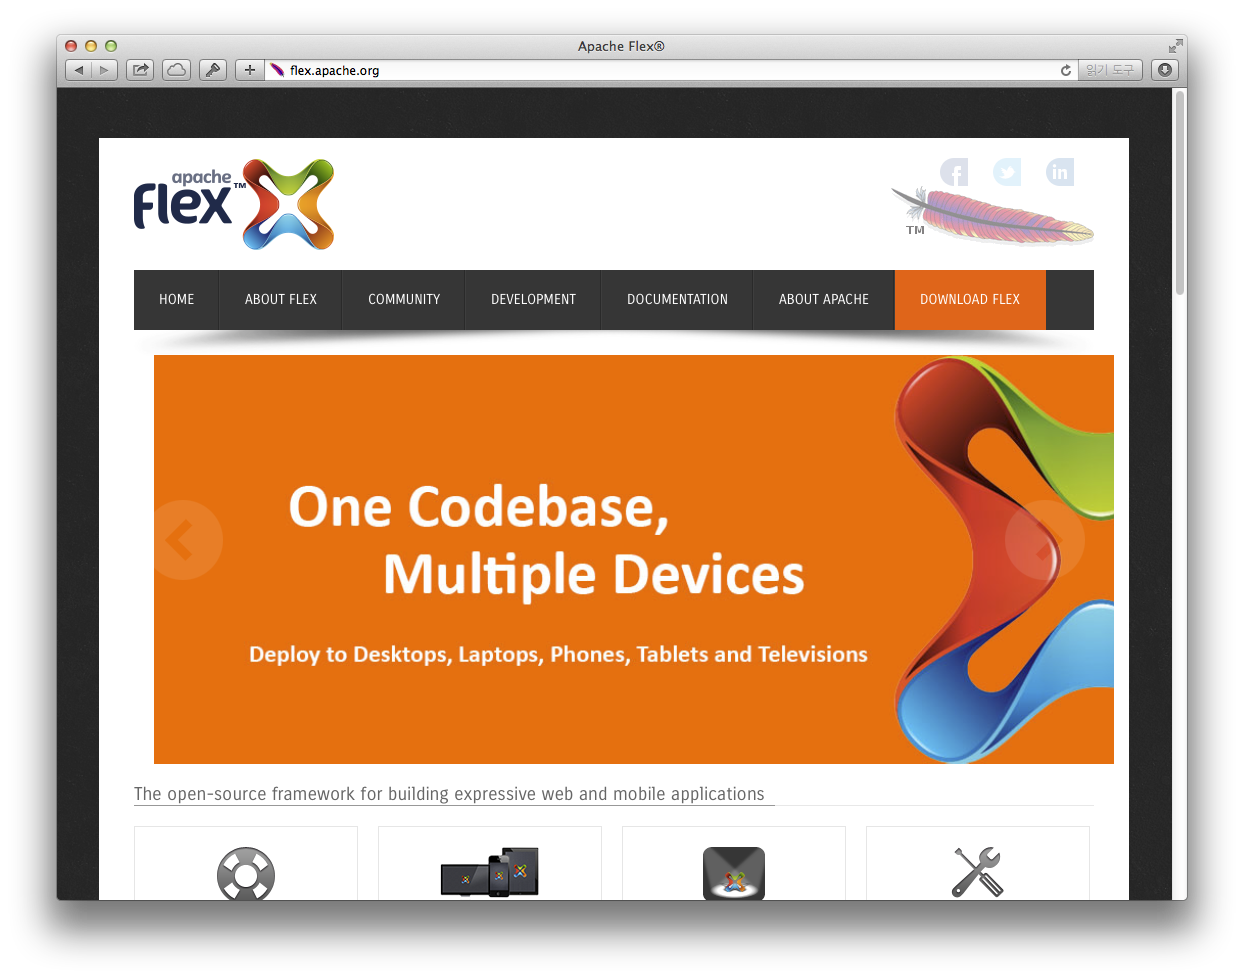 Apache Flex®
flex.apache.org
읽기 도구
apache
flex™
TM
HOME
ABOUT FLEX
COMMUNITY
DEVELOPMENT
DOCUMENTATION
ABOUT APACHE
DOWNLOAD FLEX
One Codebase,
Multiple Devices
Deploy to Desktops, Laptops, Phones, Tablets and Televisions
The open-source framework for building expressive web and mobile applications